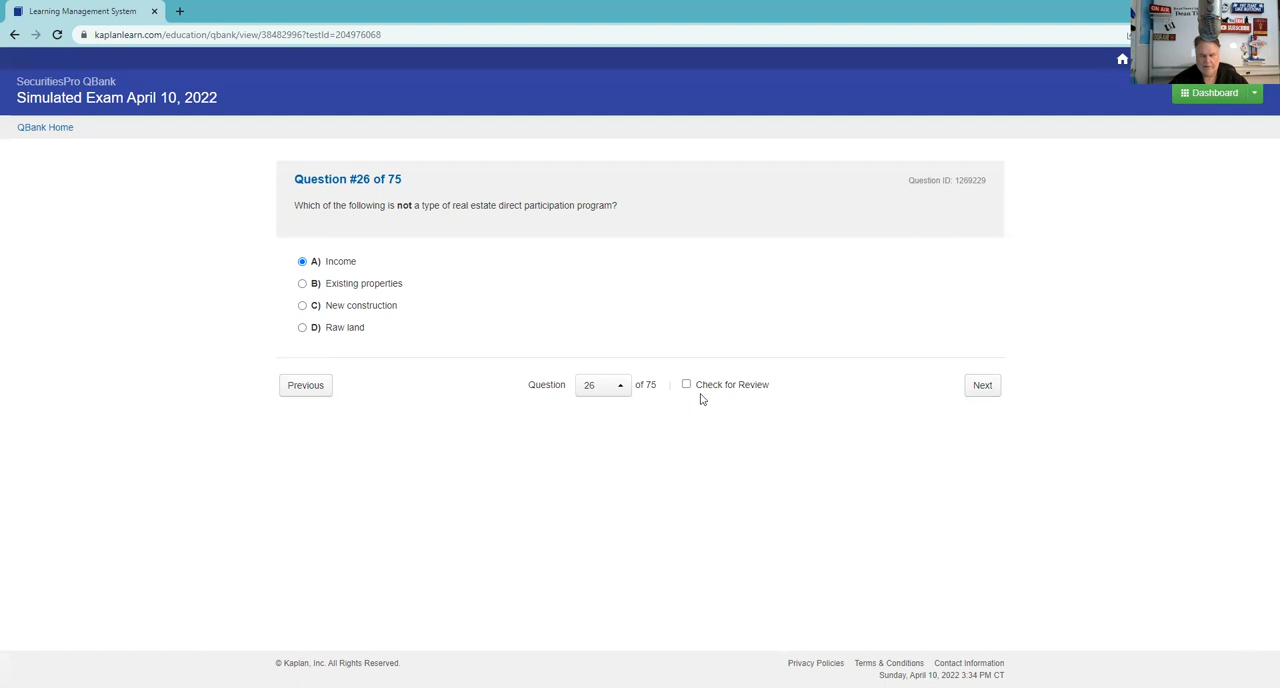 Learning Management System
kaplanlearn.com/education/qbank/view/38482996?testId=204976068
ON AIR
Dean
SecuritiesPro QBank
Simulated Exam April 10, 2022
Dashboard
QBank Home
Question #26 of 75
Question ID: 1269229
Which of the following is not a type of real estate direct participation program?
A) Income
B) Existing properties
C) New construction
D) Raw land
Previous
Question 26 of 75 | Check for Review
Next
© Kaplan, Inc. All Rights Reserved.
Privacy Policies Terms & Conditions Contact Information
Sunday, April 10, 2022 3:34 PM CT